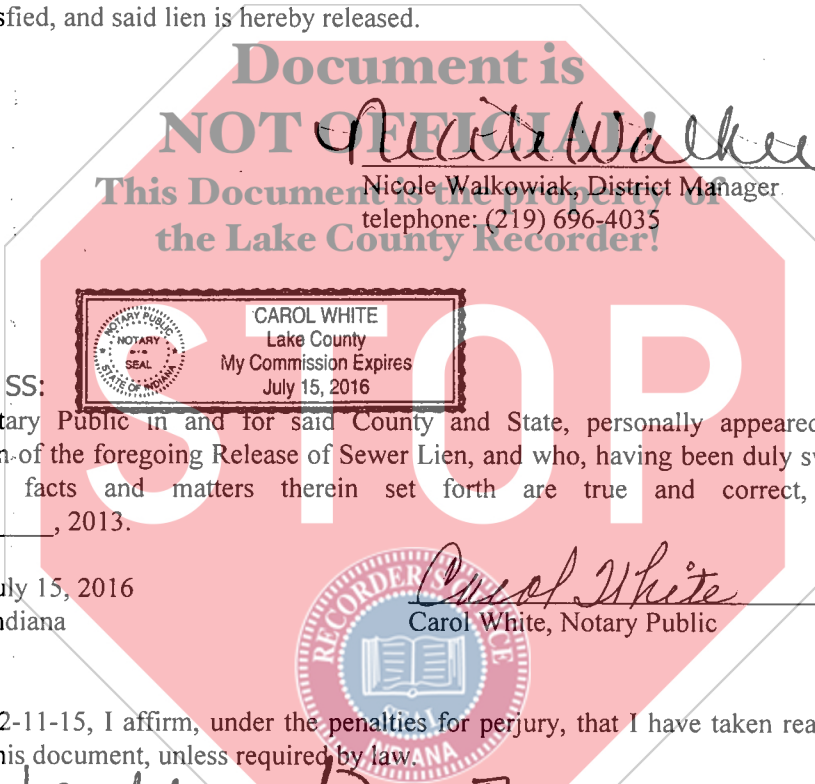 sfied, and said lien is hereby released.
Document is
NOT OFFICIAL!
Nicole Walkowiak, District Manager
This Document is the property of
telephone: (219) 696-4035
the Lake County Recorder!
CAROL WHITE
Lake County
My Commission Expires
July 15, 2016
NOTARY PUBLIC
NOTARY
SEAL
STATE OF INDIANA
STOP
SS:
tary Public in and for said County and State, personally appeared
n of the foregoing Release of Sewer Lien, and who, having been duly sw
facts and matters therein set forth are true and correct,
, 2013.
uly 15, 2016
Carol White
ndiana
Carol White, Notary Public
RECORDER'S OFFICE
SEAL
INDIANA
2-11-15, I affirm, under the penalties for perjury, that I have taken rea
his document, unless required by law.